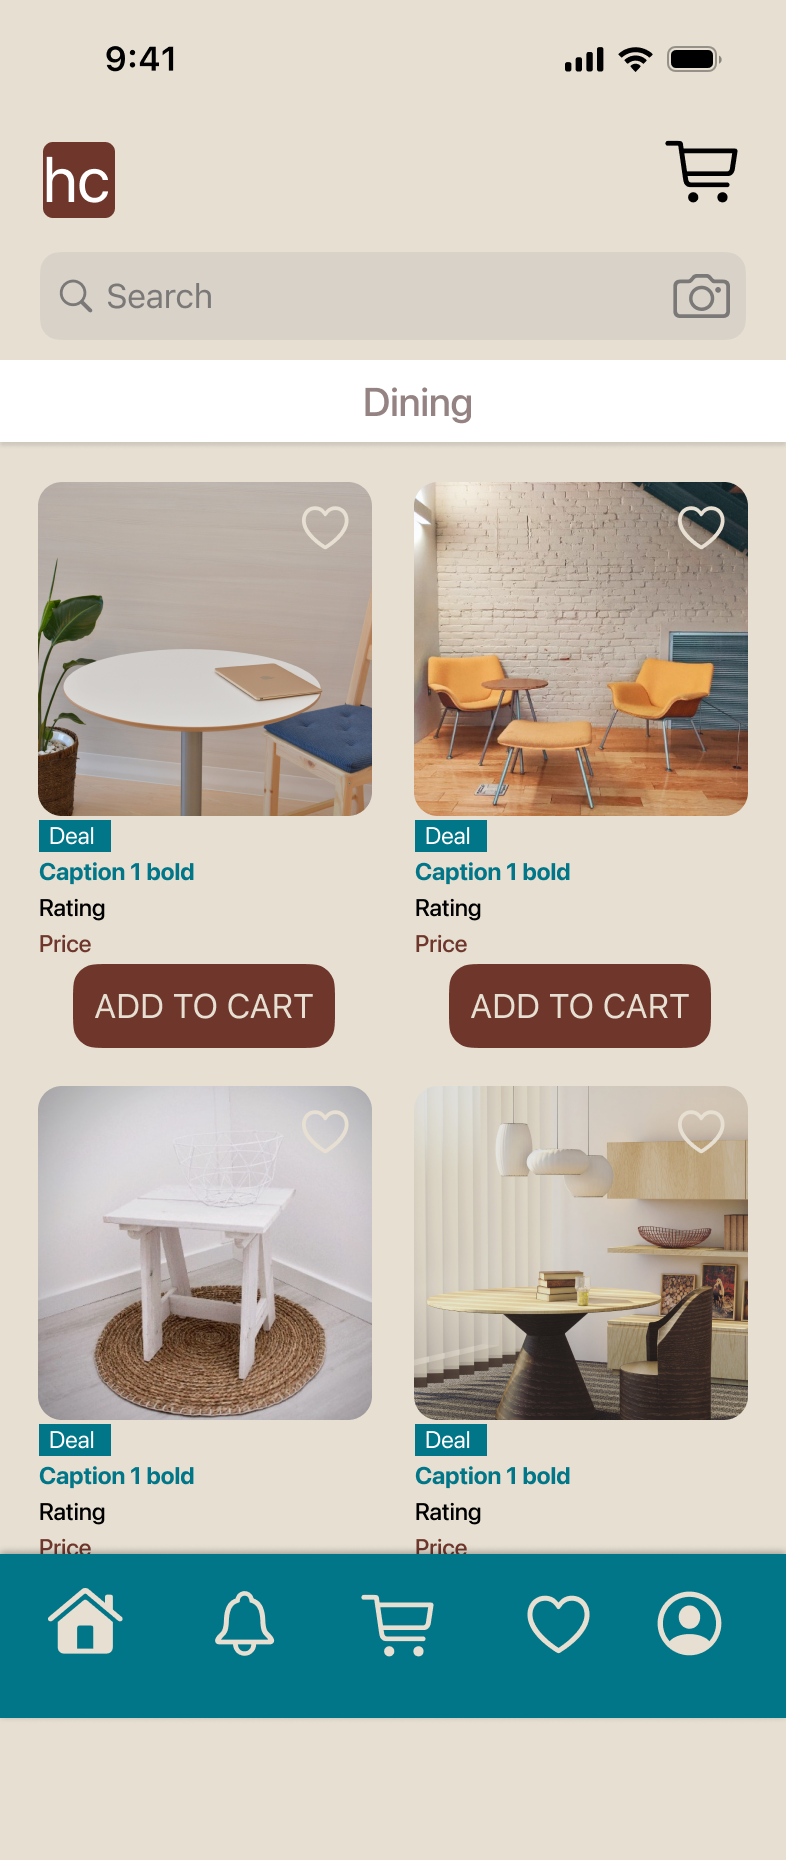 9:41
hc
Search
Dining
Deal
Caption 1 bold
Rating
Price
ADD TO CART
Deal
Caption 1 bold
Rating
Price
ADD TO CART
Deal
Caption 1 bold
Rating
Price
Deal
Caption 1 bold
Rating
Price